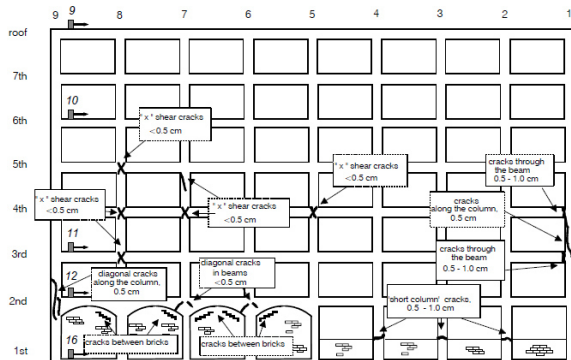 9 9 8 7 6 5 4 3 2 1
roof
7th
10
6th
" x " shear cracks
<0.5 cm
5th
" x " shear cracks
<0.5 cm
cracks through
the beam
0.5 - 1.0 cm
" x " shear cracks
<0.5 cm
" x " shear cracks
<0.5 cm
cracks
along the column,
0.5 cm
4th
11
3rd
cracks through
the beam
0.5 - 1.0 cm
12
diagonal cracks
along the column,
0.5 cm
diagonal cracks
in beams
<0.5 cm
2nd
short column' cracks,
0.5 - 1.0 cm
16
cracks between bricks
cracks between bricks
1st